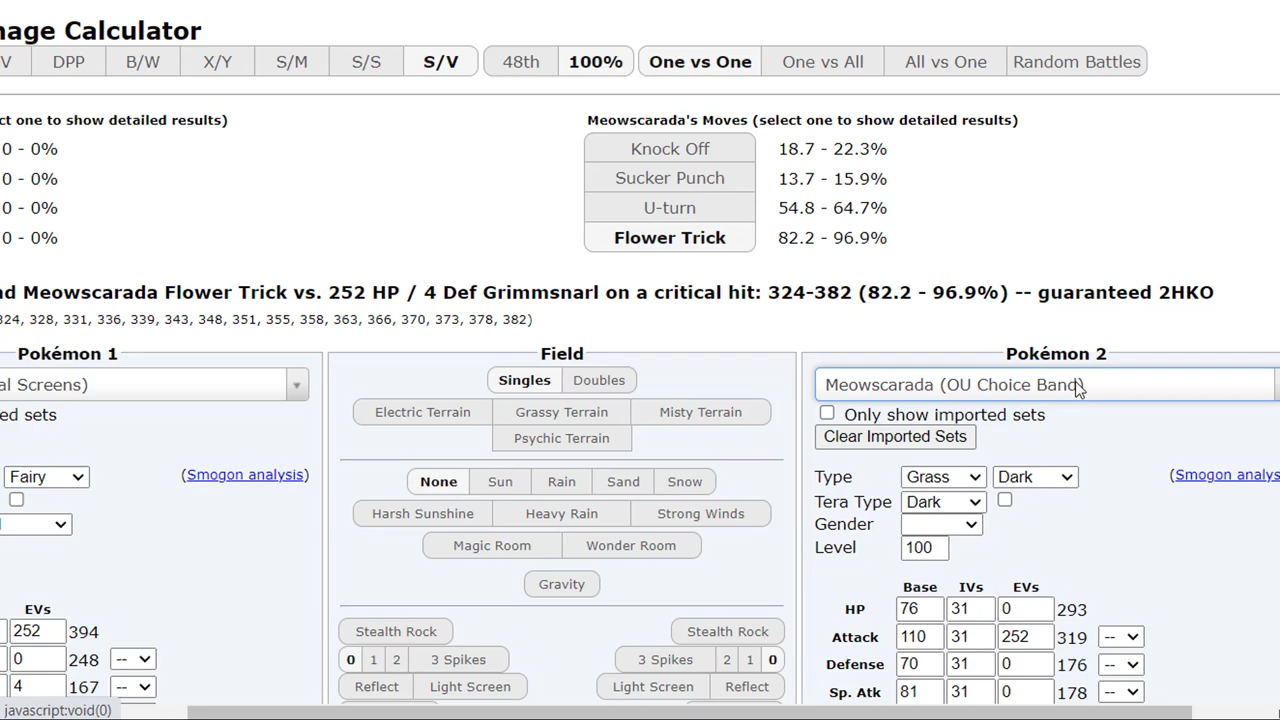 nage Calculator
V DPP B/W X/Y S/M S/S S/V 48th 100% One vs One One vs All All vs One Random Battles
ct one to show detailed results) Meowscarada's Moves (select one to show detailed results)
0 - 0% Knock Off 18.7 - 22.3%
0 - 0% Sucker Punch 13.7 - 15.9%
0 - 0% U-turn 54.8 - 64.7%
0 - 0% Flower Trick 82.2 - 96.9%
nd Meowscarada Flower Trick vs. 252 HP / 4 Def Grimmsnarl on a critical hit: 324-382 (82.2 - 96.9%) -- guaranteed 2HKO
324, 328, 331, 336, 339, 343, 348, 351, 355, 358, 363, 366, 370, 373, 378, 382)
Pokémon 1 Field Pokémon 2
al Screens) Singles Doubles Meowscarada (OU Choice Band)
ed sets Electric Terrain Grassy Terrain Misty Terrain Only show imported sets
Psychic Terrain Clear Imported Sets
Fairy (Smogon analysis) None Sun Rain Sand Snow Type Grass Dark (Smogon analys
Tera Type Dark
Harsh Sunshine Heavy Rain Strong Winds Gender
Magic Room Wonder Room Level 100
Gravity
Base IVs EVs
EVs HP 76 31 0 293
252 394 Stealth Rock Stealth Rock Attack 110 31 252 319 --
0 248 -- 0 1 2 3 Spikes 3 Spikes 2 1 0 Defense 70 31 0 176 --
4 167 -- Reflect Light Screen Light Screen Reflect Sp. Atk 81 31 0 178 --
javascript:void(0)